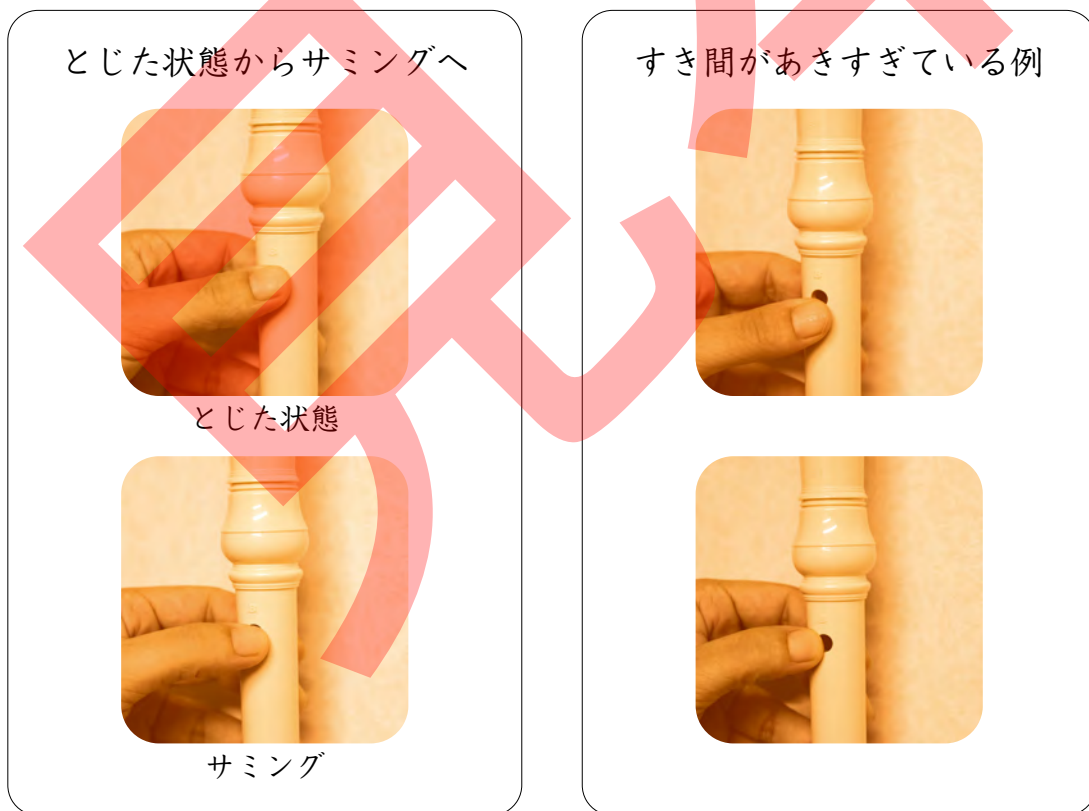 とじた状態からサミングへ
とじた状態
サミング
すき間があきすぎている例